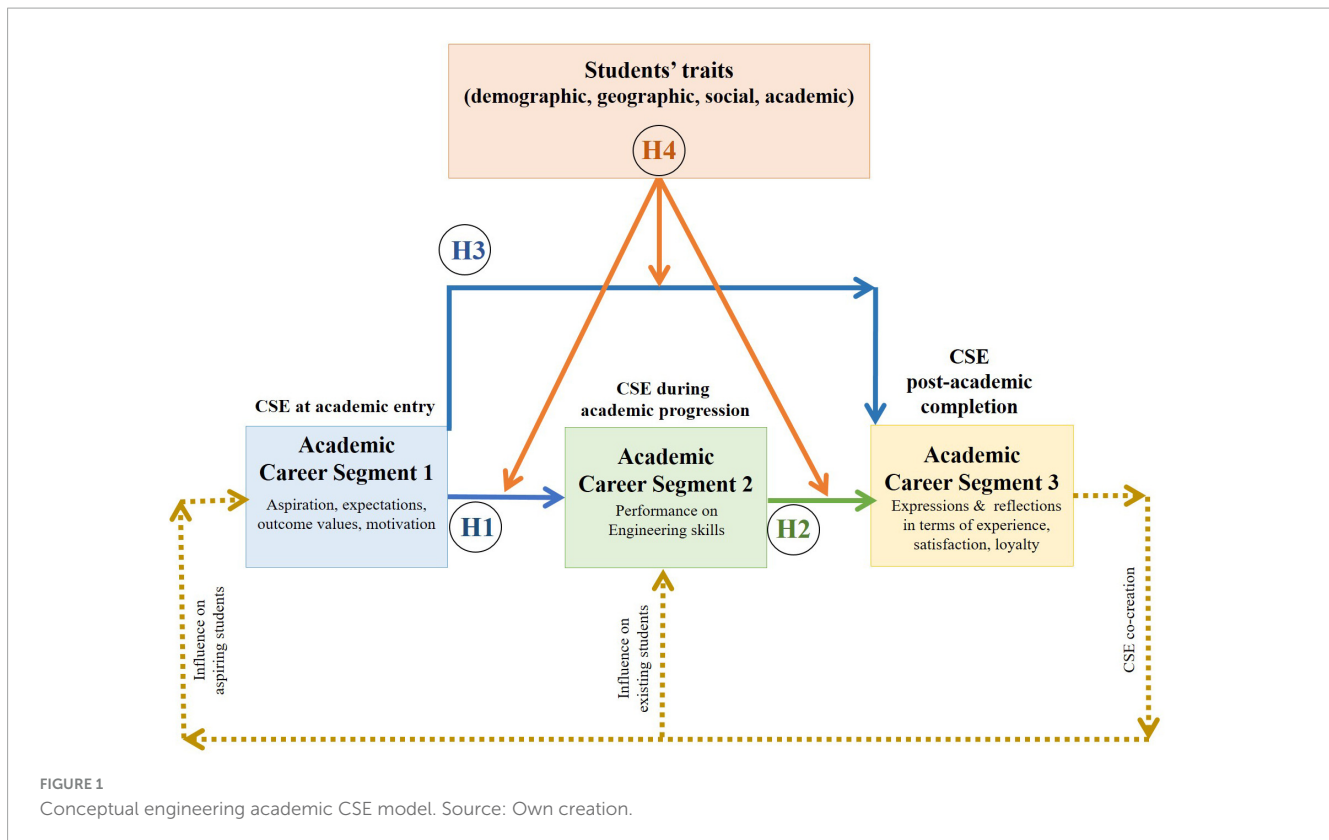 Students' traits
(demographic, geographic, social, academic)
H4
H3
CSE
post-academic
completion
CSE during
academic progression
CSE at academic entry
Academic
Career Segment 1
Aspiration, expectations,
outcome values, motivation
H1
Academic
Career Segment 2
Performance on
Engineering skills
H2
Academic
Career Segment 3
Expressions & reflections
in terms of experience,
satisfaction, loyalty
Influence on
aspiring students
Influence on
existing students
CSE co-creation
FIGURE 1
Conceptual engineering academic CSE model. Source: Own creation.